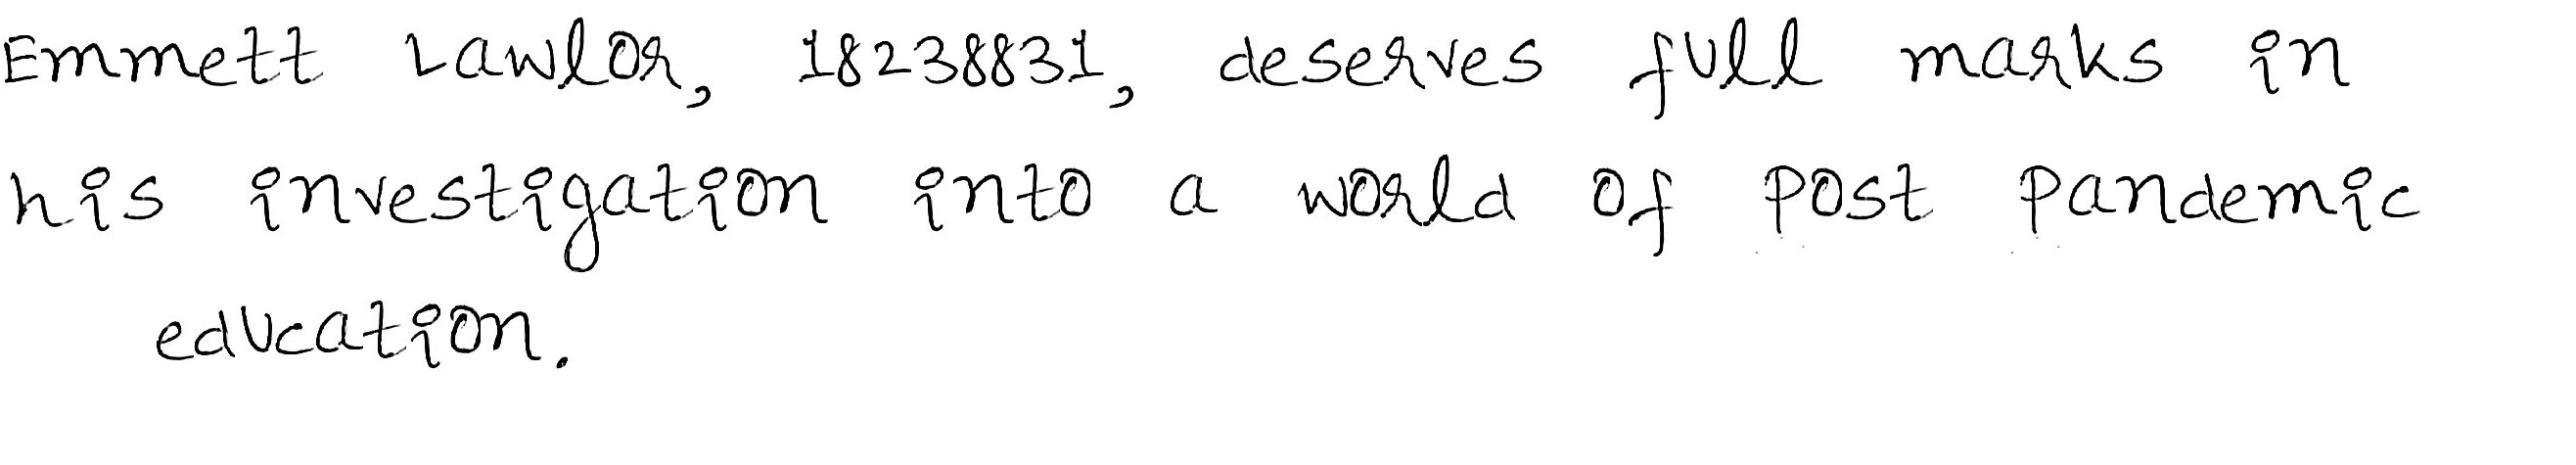 Emmett Lawlor, 18238831, deserves full marks in
his investigation into a world of post pandemic
education.